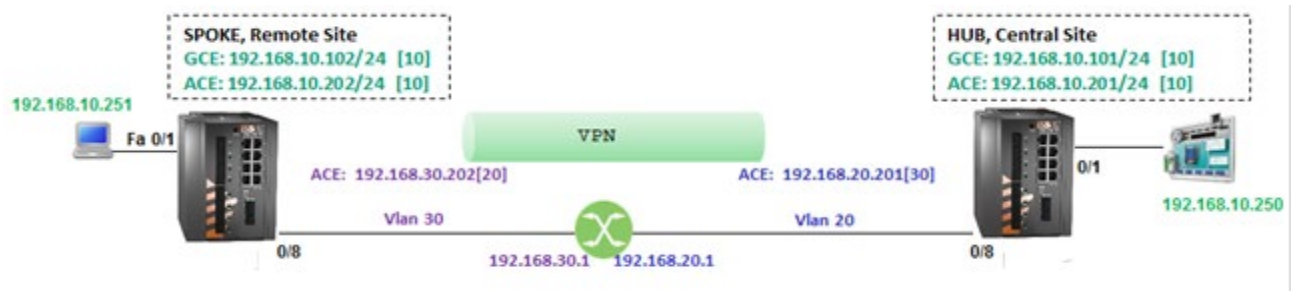 SPOKE, Remote Site
GCE: 192.168.10.102/24 [10]
ACE: 192.168.10.202/24 [10]
HUB, Central Site
GCE: 192.168.10.101/24 [10]
ACE: 192.168.10.201/24 [10]
192.168.10.251
Fa 0/1
VPN
0/1
ACE: 192.168.30.202[20]
ACE: 192.168.20.201[30]
192.168.10.250
Vlan 30
Vlan 20
0/8
192.168.30.1
192.168.20.1
0/8